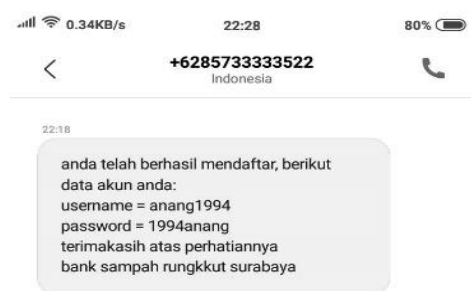 0.34KB/s 22:28 80%
+6285733333522
Indonesia
22:18
anda telah berhasil mendaftar, berikut
data akun anda:
username = anang1994
password = 1994anang
terimakasih atas perhatiannya
bank sampah rungkkut surabaya